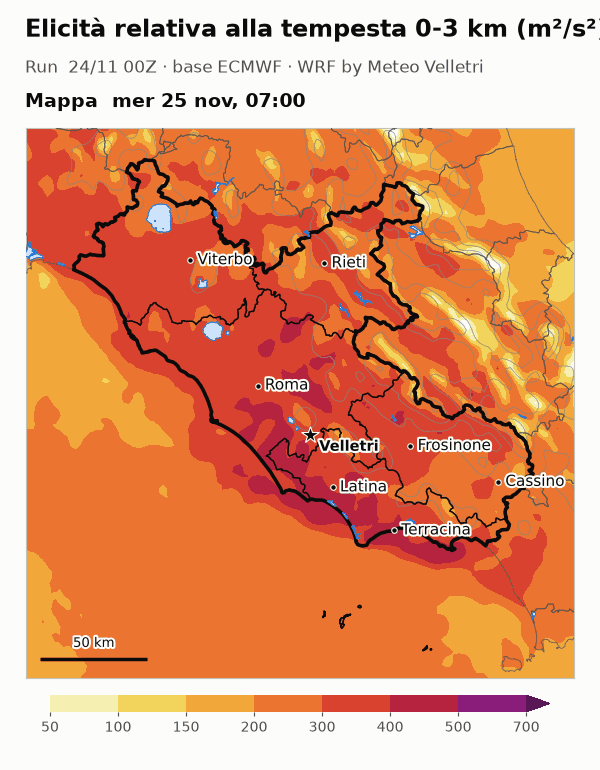 Elicità relativa alla tempesta 0-3 km (m²/s²)
Run 24/11 00Z · base ECMWF · WRF by Meteo Velletri
Mappa mer 25 nov, 07:00
Viterbo
Rieti
Roma
Velletri
Frosinone
Latina
Cassino
Terracina
50 km
50 100 150 200 300 400 500 700